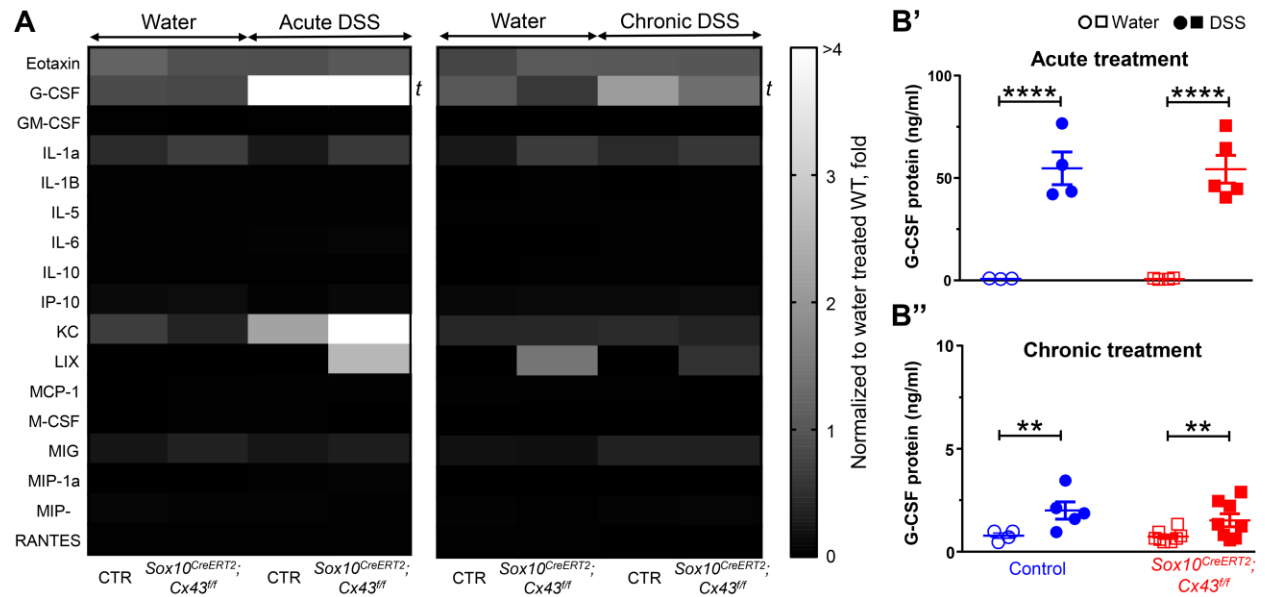 A
Water
Acute DSS
Water
Chronic DSS
Eotaxin
G-CSF
GM-CSF
IL-1a
IL-1B
IL-5
IL-6
IL-10
IP-10
KC
LIX
MCP-1
M-CSF
MIG
MIP-1a
MIP-
RANTES
t
t
CTR
Sox10CreERT2;
Cx43f/f
CTR
Sox10CreERT2;
Cx43f/f
CTR
Sox10CreERT2;
Cx43f/f
CTR
Sox10CreERT2;
Cx43f/f
>4
3
2
1
0
Normalized to water treated WT, fold
B’
Water
DSS
Acute treatment
G-CSF protein (ng/ml)
100
50
0
****
****
B”
Chronic treatment
G-CSF protein (ng/ml)
10
5
0
**
**
Control
Sox10CreERT2;
Cx43f/f